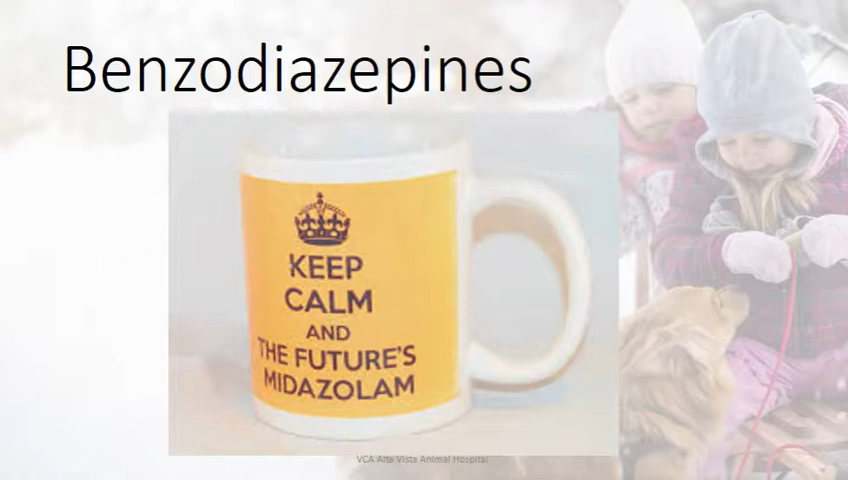 Benzodiazepines
KEEP
CALM
AND
THE FUTURE'S
MIDAZOLAM
VCA Alta Vista Animal Hospital